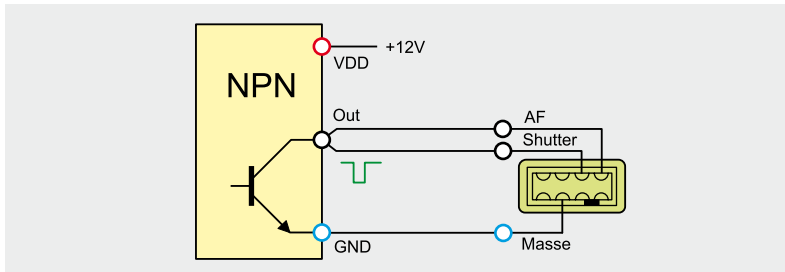 +12V
VDD
NPN
Out
AF
Shutter
GND
Masse